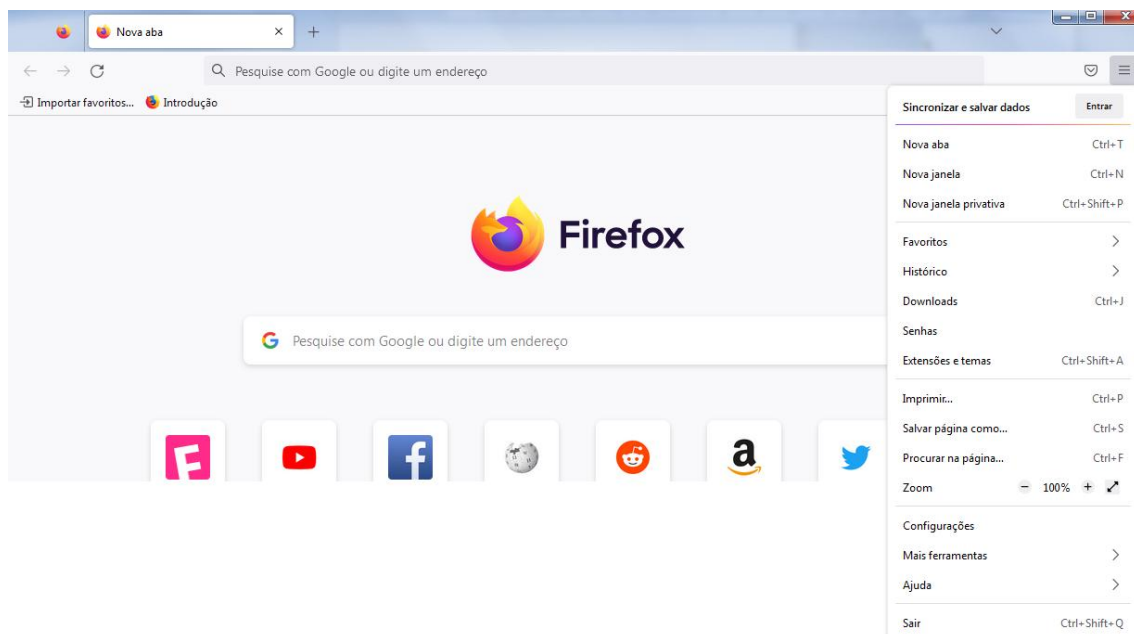 Nova aba
Pesquise com Google ou digite um endereço
Importar favoritos... Introdução
Sincronizar e salvar dados Entrar
Nova aba Ctrl+T
Nova janela Ctrl+N
Nova janela privativa Ctrl+Shift+P
Favoritos
Histórico
Downloads Ctrl+J
Senhas
Extensões e temas Ctrl+Shift+A
Imprimir... Ctrl+P
Salvar página como... Ctrl+S
Procurar na página... Ctrl+F
Zoom − 100% +
Configurações
Mais ferramentas
Ajuda
Sair Ctrl+Shift+Q
Firefox
Pesquise com Google ou digite um endereço